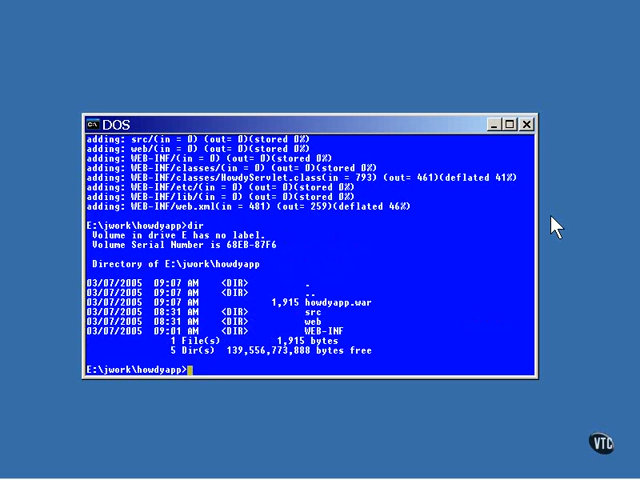 DOS
adding: src/(in = 0) (out= 0)(stored 0%)
adding: web/(in = 0) (out= 0)(stored 0%)
adding: WEB-INF/(in = 0) (out= 0)(stored 0%)
adding: WEB-INF/classes/(in = 0) (out= 0)(stored 0%)
adding: WEB-INF/classes/HowdyServlet.class(in = 793) (out= 461)(deflated 41%)
adding: WEB-INF/etc/(in = 0) (out= 0)(stored 0%)
adding: WEB-INF/lib/(in = 0) (out= 0)(stored 0%)
adding: WEB-INF/web.xml(in = 481) (out= 259)(deflated 46%)
E:\jwork\howdyapp>dir
Volume in drive E has no label.
Volume Serial Number is 68EB-87F6
Directory of E:\jwork\howdyapp
03/07/2005 09:07 AM <DIR> .
03/07/2005 09:07 AM <DIR> ..
03/07/2005 09:07 AM 1,915 howdyapp.war
03/07/2005 08:31 AM <DIR> src
03/07/2005 08:31 AM <DIR> web
03/07/2005 09:01 AM <DIR> WEB-INF
1 File(s) 1,915 bytes
5 Dir(s) 139,556,773,888 bytes free
E:\jwork\howdyapp>
VTC